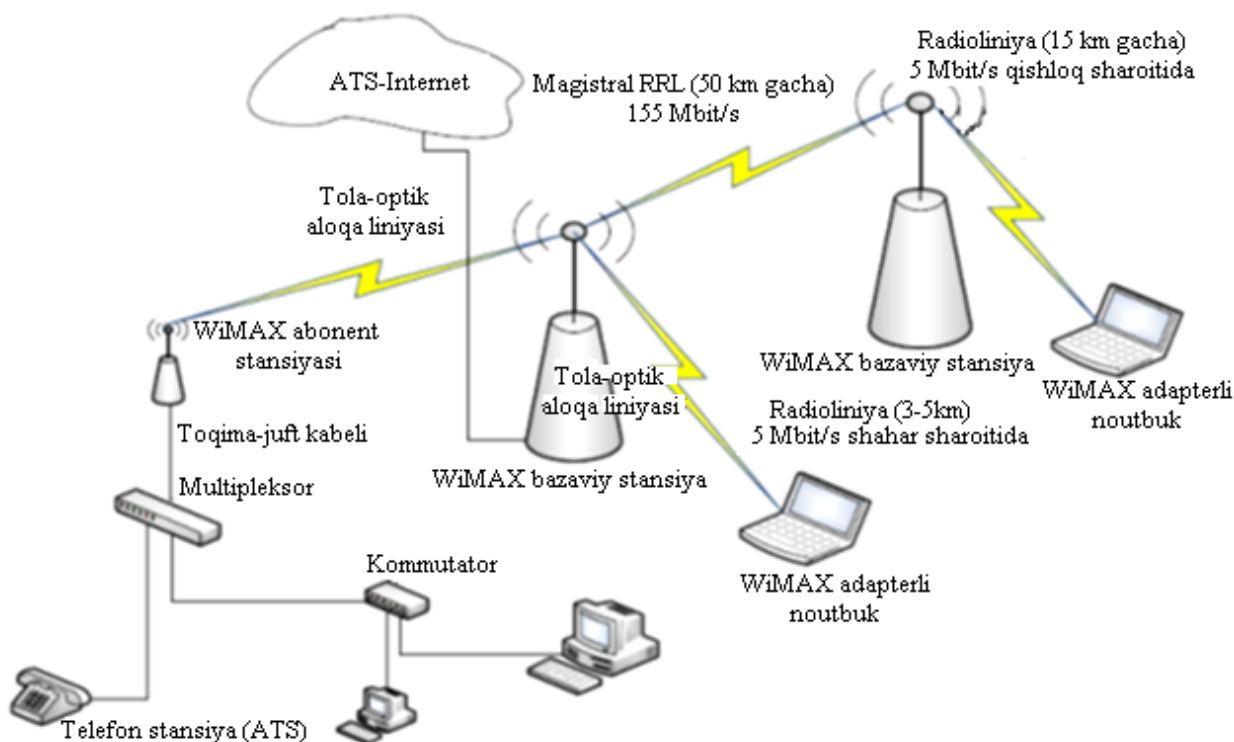 ATS-Internet
Magistral RRL (50 km gacha)
155 Mbit/s
Radioliniya (15 km gacha)
5 Mbit/s qishloq sharoitida
Tola-optik
aloqa liniyasi
WiMAX abonent
stansiyasi
Toqima-juft kabeli
Multipleksor
Tola-optik
aloqa liniyasi
WiMAX bazaviy stansiya
WiMAX bazaviy stansiya
Radioliniya (3-5km)
5 Mbit/s shahar sharoitida
WiMAX adapterli
noutbuk
WiMAX adapterli
noutbuk
Kommutator
Telefon stansiya (ATS)